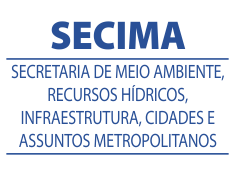 SECIMA
SECRETARIA DE MEIO AMBIENTE,
RECURSOS HÍDRICOS,
INFRAESTRUTURA, CIDADES E
ASSUNTOS METROPOLITANOS